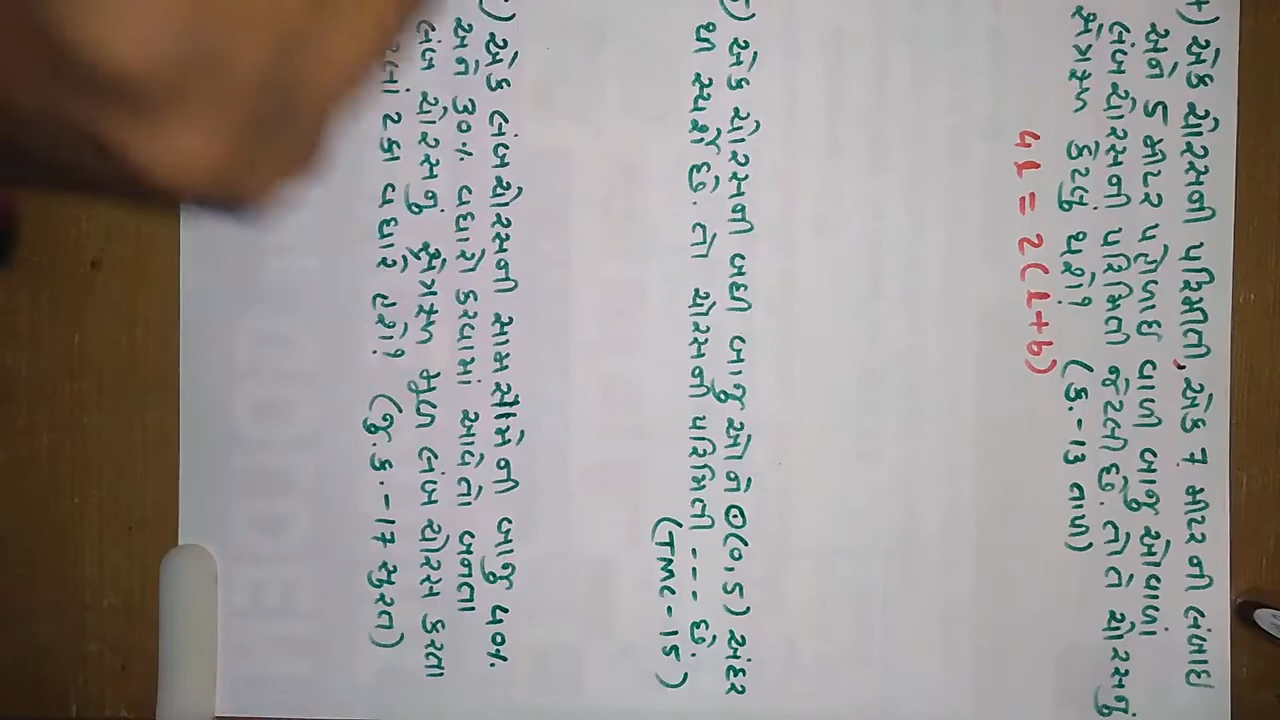 ૪) એક ચોરસની પરિમીતી, એક 7 મીટરની લંબાઇ
અને 5 મીટર પહોળાઇ વાળી બાજુઓવાળાં
લંબચોરસની પરિમિતી જેટલી છે. તો તે ચોરસનું
ક્ષેત્રફળ કેટલું થશે? (ક.-13 તાપી)
4l = 2(l+b)
૫) એક ચોરસની બધી બાજુઓને ⊙(0,5) અંદર
થી સ્પર્શે છે. તો ચોરસની પરિમિતી --- છે.
(TMC-15)
) એક લંબચોરસની સામસામેની બાજુ 40%
અને 30% વધારો કરવામાં આવેતો બનતા
લંબ ચોરસનું ક્ષેત્રફળ મુળ લંબ ચોરસ કરતા
ટકા વધારે હશે? (જુ.ક.-17 સુરત)